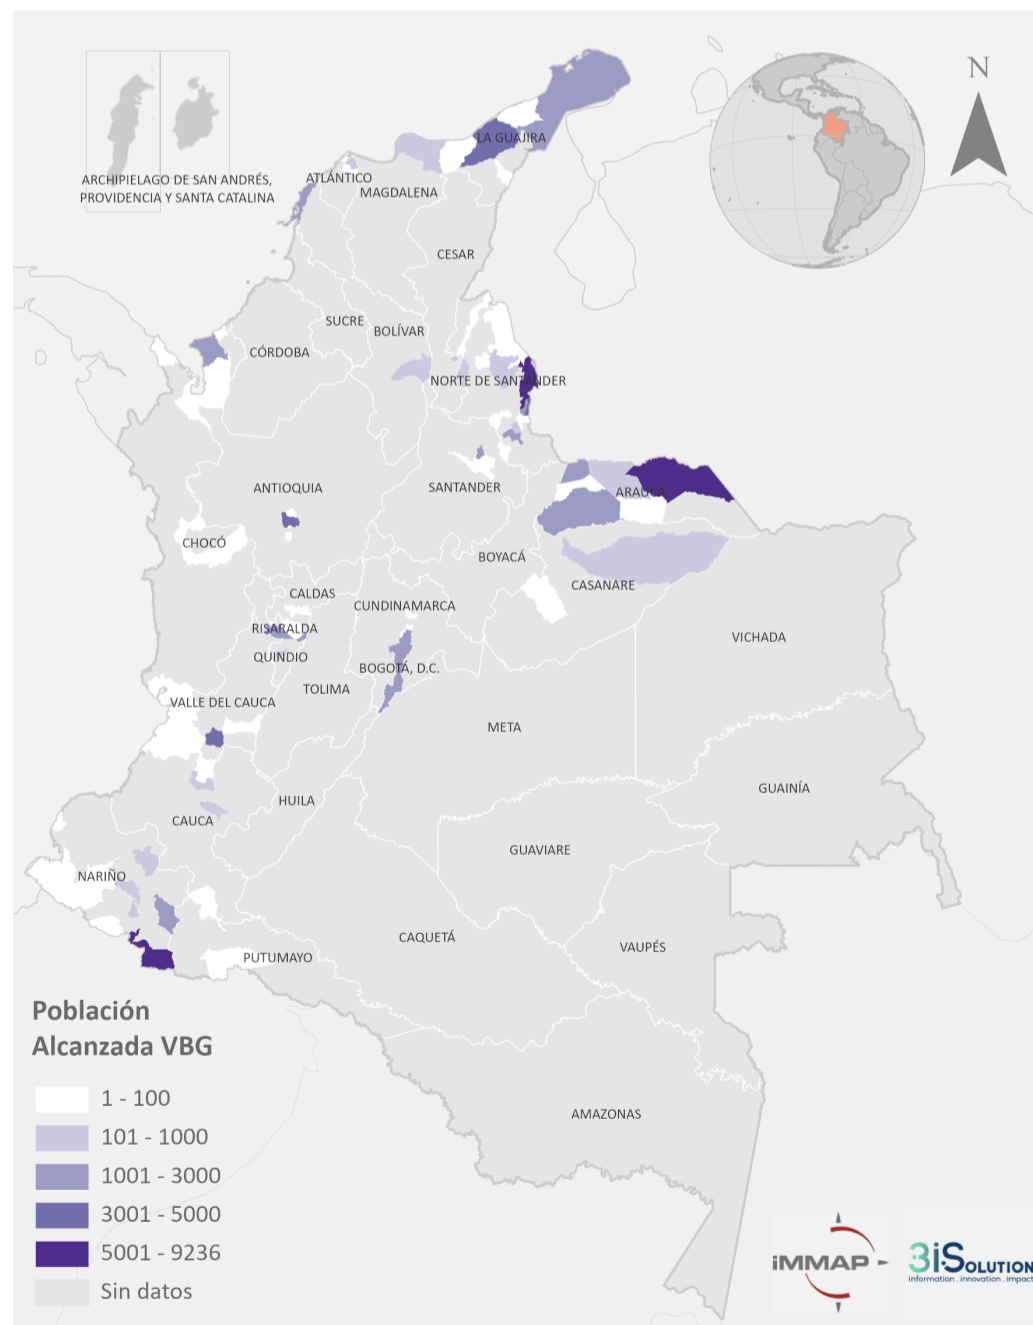 N
LA GUAJIRA
ATLÁNTICO
ARCHIPIELAGO DE SAN ANDRÉS,
PROVIDENCIA Y SANTA CATALINA
MAGDALENA
CESAR
SUCRE
BOLÍVAR
CÓRDOBA
NORTE DE SANTANDER
ANTIOQUIA
SANTANDER
ARAUCA
CHOCÓ
BOYACÁ
CASANARE
CALDAS
CUNDINAMARCA
RISARALDA
VICHADA
QUINDIO
BOGOTÁ, D.C.
TOLIMA
VALLE DEL CAUCA
META
GUAINÍA
HUILA
CAUCA
GUAVIARE
NARIÑO
CAQUETÁ
VAUPÉS
PUTUMAYO
AMAZONAS
Población
Alcanzada VBG
1 - 100
101 - 1000
1001 - 3000
3001 - 5000
5001 - 9236
Sin datos
iMMAP
3iSOLUTION
information . innovation . impact